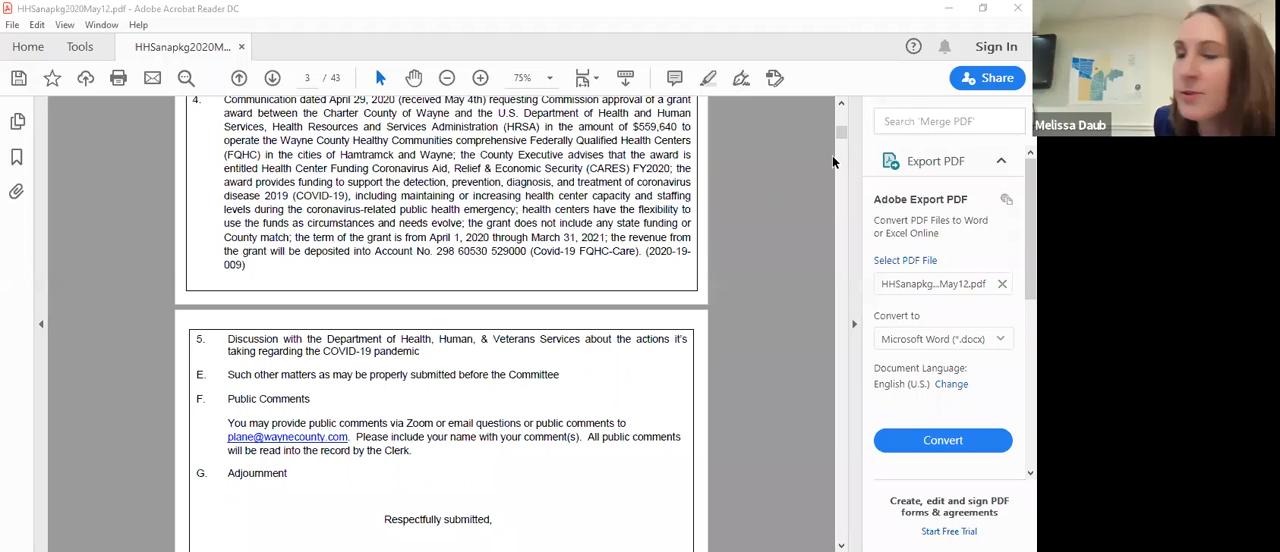 HHSanapkg2020May12.pdf - Adobe Acrobat Reader DC
File Edit View Window Help
Home Tools HHSanapkg2020M... Sign In
3 / 43 75% Share
4. Communication dated April 29, 2020 (received May 4th) requesting Commission approval of a grant
award between the Charter County of Wayne and the U.S. Department of Health and Human
Services, Health Resources and Services Administration (HRSA) in the amount of $559,640 to
operate the Wayne County Healthy Communities comprehensive Federally Qualified Health Centers
(FQHC) in the cities of Hamtramck and Wayne; the County Executive advises that the award is
entitled Health Center Funding Coronavirus Aid, Relief & Economic Security (CARES) FY2020; the
award provides funding to support the detection, prevention, diagnosis, and treatment of coronavirus
disease 2019 (COVID-19), including maintaining or increasing health center capacity and staffing
levels during the coronavirus-related public health emergency; health centers have the flexibility to
use the funds as circumstances and needs evolve; the grant does not include any state funding or
County match; the term of the grant is from April 1, 2020 through March 31, 2021; the revenue from
the grant will be deposited into Account No. 298 60530 529000 (Covid-19 FQHC-Care). (2020-19-
009)
5. Discussion with the Department of Health, Human, & Veterans Services about the actions it's
taking regarding the COVID-19 pandemic
E. Such other matters as may be properly submitted before the Committee
F. Public Comments
You may provide public comments via Zoom or email questions or public comments to
plane@waynecounty.com. Please include your name with your comment(s). All public comments
will be read into the record by the Clerk.
G. Adjournment
Respectfully submitted,
Search 'Merge PDF'
Export PDF
Adobe Export PDF
Convert PDF Files to Word
or Excel Online
Select PDF File
HHSanapkg...May12.pdf
Convert to
Microsoft Word (*.docx)
Document Language:
English (U.S.) Change
Convert
Create, edit and sign PDF
forms & agreements
Start Free Trial
Melissa Daub